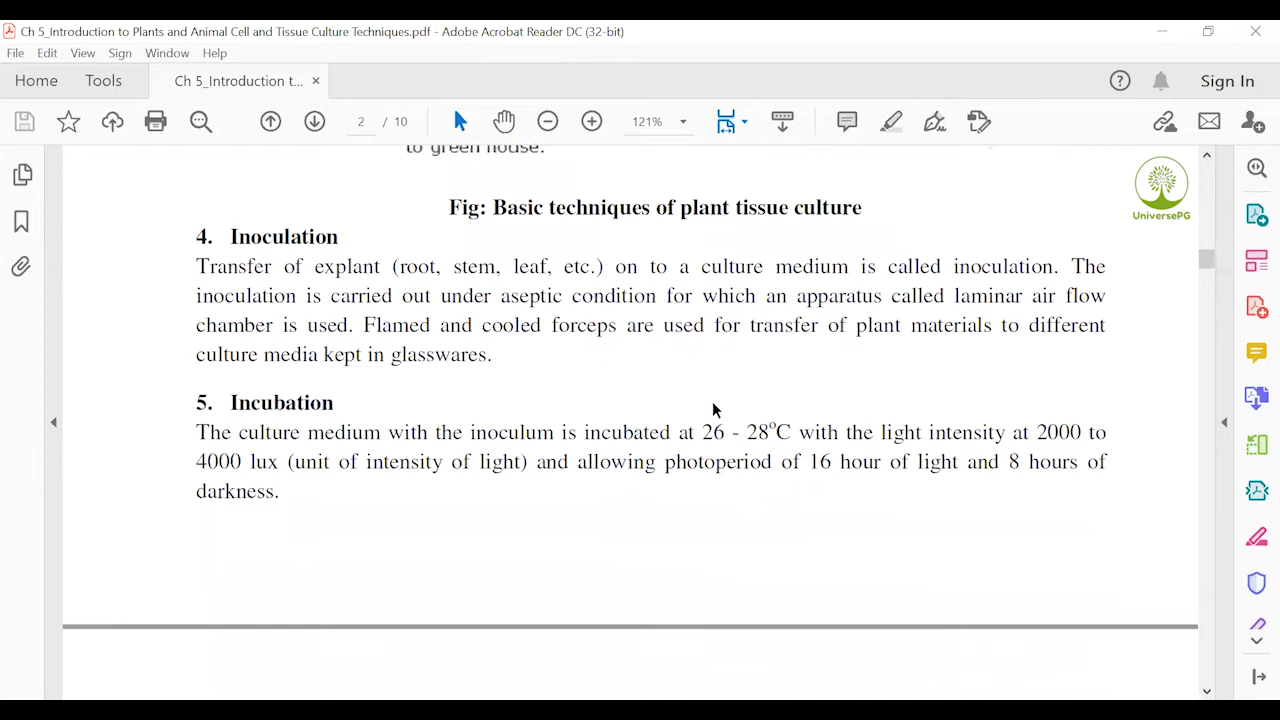 Ch 5_Introduction to Plants and Animal Cell and Tissue Culture Techniques.pdf - Adobe Acrobat Reader DC (32-bit)
File Edit View Sign Window Help
Home Tools Ch 5_Introduction t... × Sign In
2 / 10 121%
to green house.
UniversePG
Fig: Basic techniques of plant tissue culture
4. Inoculation
Transfer of explant (root, stem, leaf, etc.) on to a culture medium is called inoculation. The
inoculation is carried out under aseptic condition for which an apparatus called laminar air flow
chamber is used. Flamed and cooled forceps are used for transfer of plant materials to different
culture media kept in glasswares.
5. Incubation
The culture medium with the inoculum is incubated at 26 - 28°C with the light intensity at 2000 to
4000 lux (unit of intensity of light) and allowing photoperiod of 16 hour of light and 8 hours of
darkness.